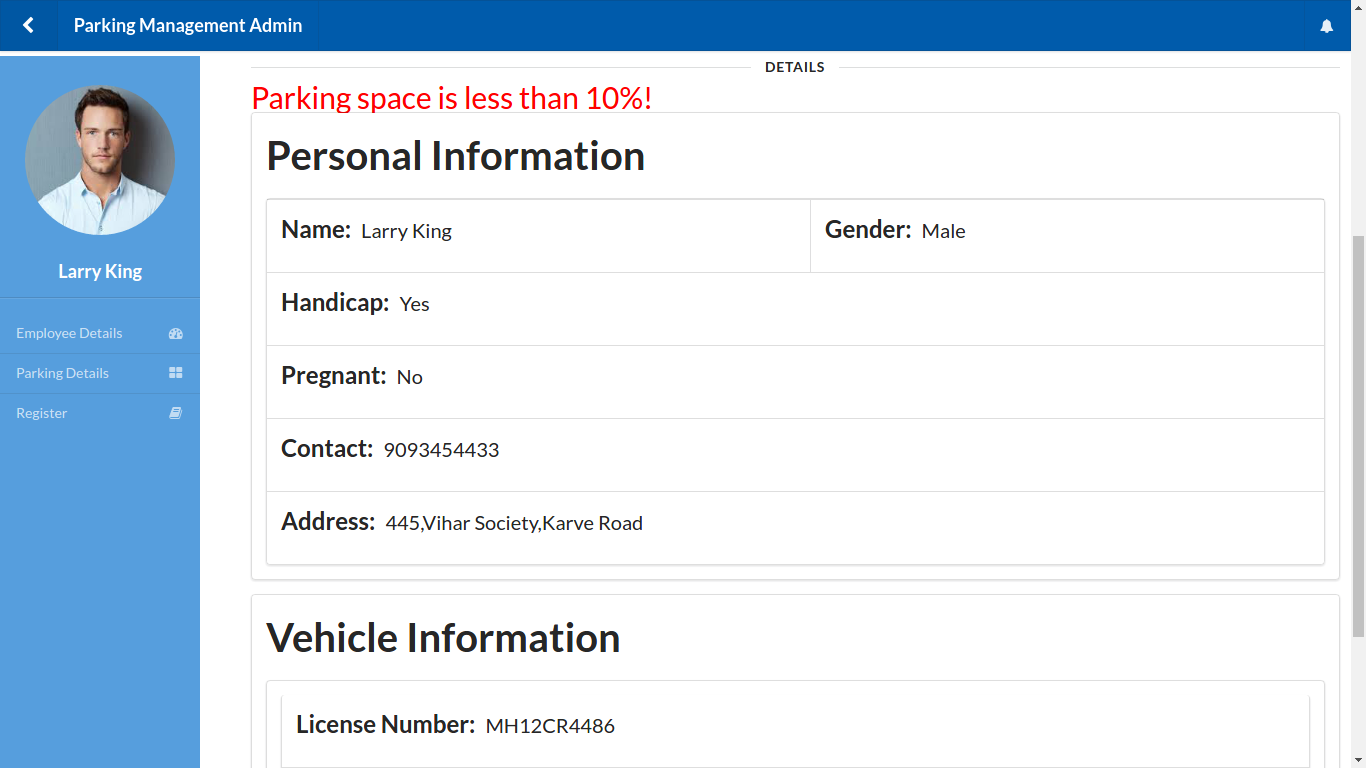 Parking Management Admin
DETAILS
Parking space is less than 10%!
Larry King
Employee Details
Parking Details
Register
Personal Information
Name: Larry King Gender: Male
Handicap: Yes
Pregnant: No
Contact: 9093454433
Address: 445,Vihar Society,Karve Road
Vehicle Information
License Number: MH12CR4486